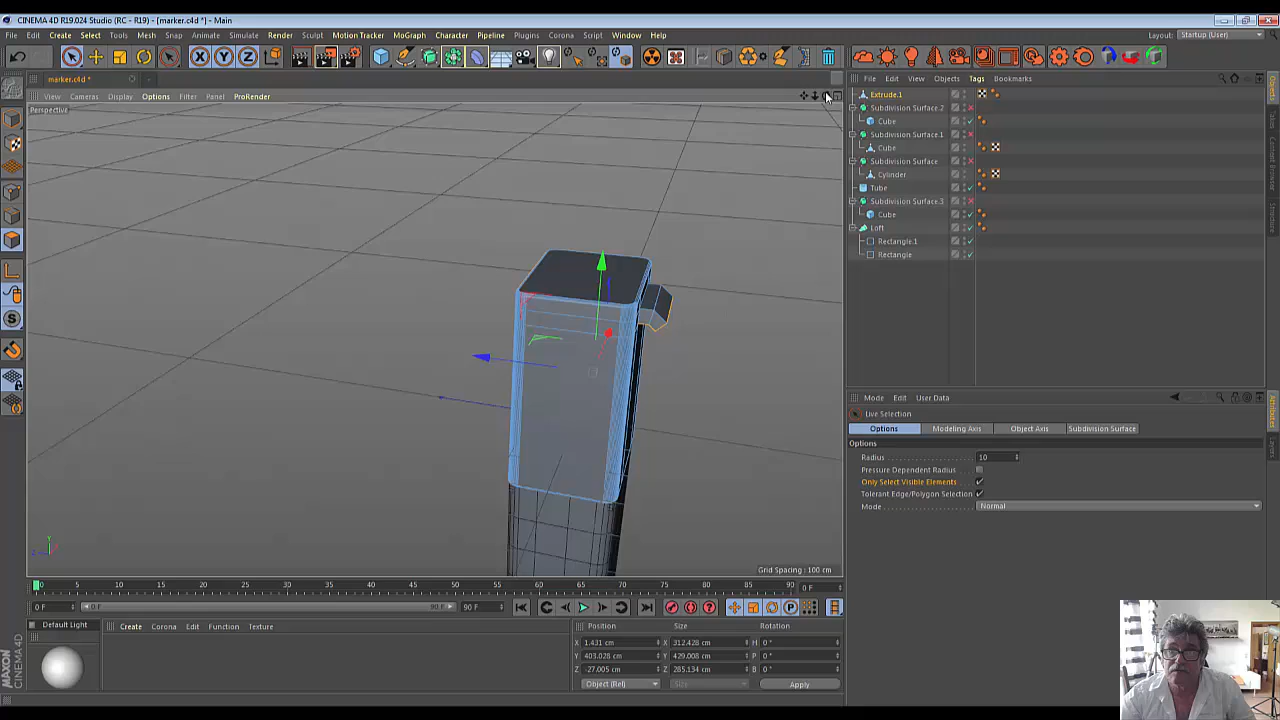 CINEMA 4D R19.024 Studio (RC - R19) - [marker.c4d *] - Main
File Edit Create Select Tools Mesh Snap Animate Simulate Render Sculpt Motion Tracker MoGraph Character Pipeline Plugins Corona Script Window Help
Layout: Startup (User)
X Y Z
marker.c4d *
View Cameras Display Options Filter Panel ProRender
Perspective
Grid Spacing : 100 cm
File Edit View Objects Tags Bookmarks
Extrude.1
Subdivision Surface.2
Cube
Subdivision Surface.1
Cube
Subdivision Surface
Cylinder
Tube
Subdivision Surface.3
Cube
Loft
Rectangle.1
Rectangle
Mode Edit User Data
Live Selection
Options Modeling Axis Object Axis Subdivision Surface
Options
Radius 10
Pressure Dependent Radius
Only Select Visible Elements
Tolerant Edge/Polygon Selection
Mode Normal
0 5 10 15 20 25 30 35 40 45 50 55 60 65 70 75 80 85 90 0 F
0 F 0 F 90 F 90 F
Default Light
Create Corona Edit Function Texture
Position Size Rotation
X 1.431 cm X 312.428 cm H 0 °
Y 403.028 cm Y 429.008 cm P 0 °
Z -27.005 cm Z 285.134 cm B 0 °
Object (Rel) Size Apply
MAXON CINEMA 4D